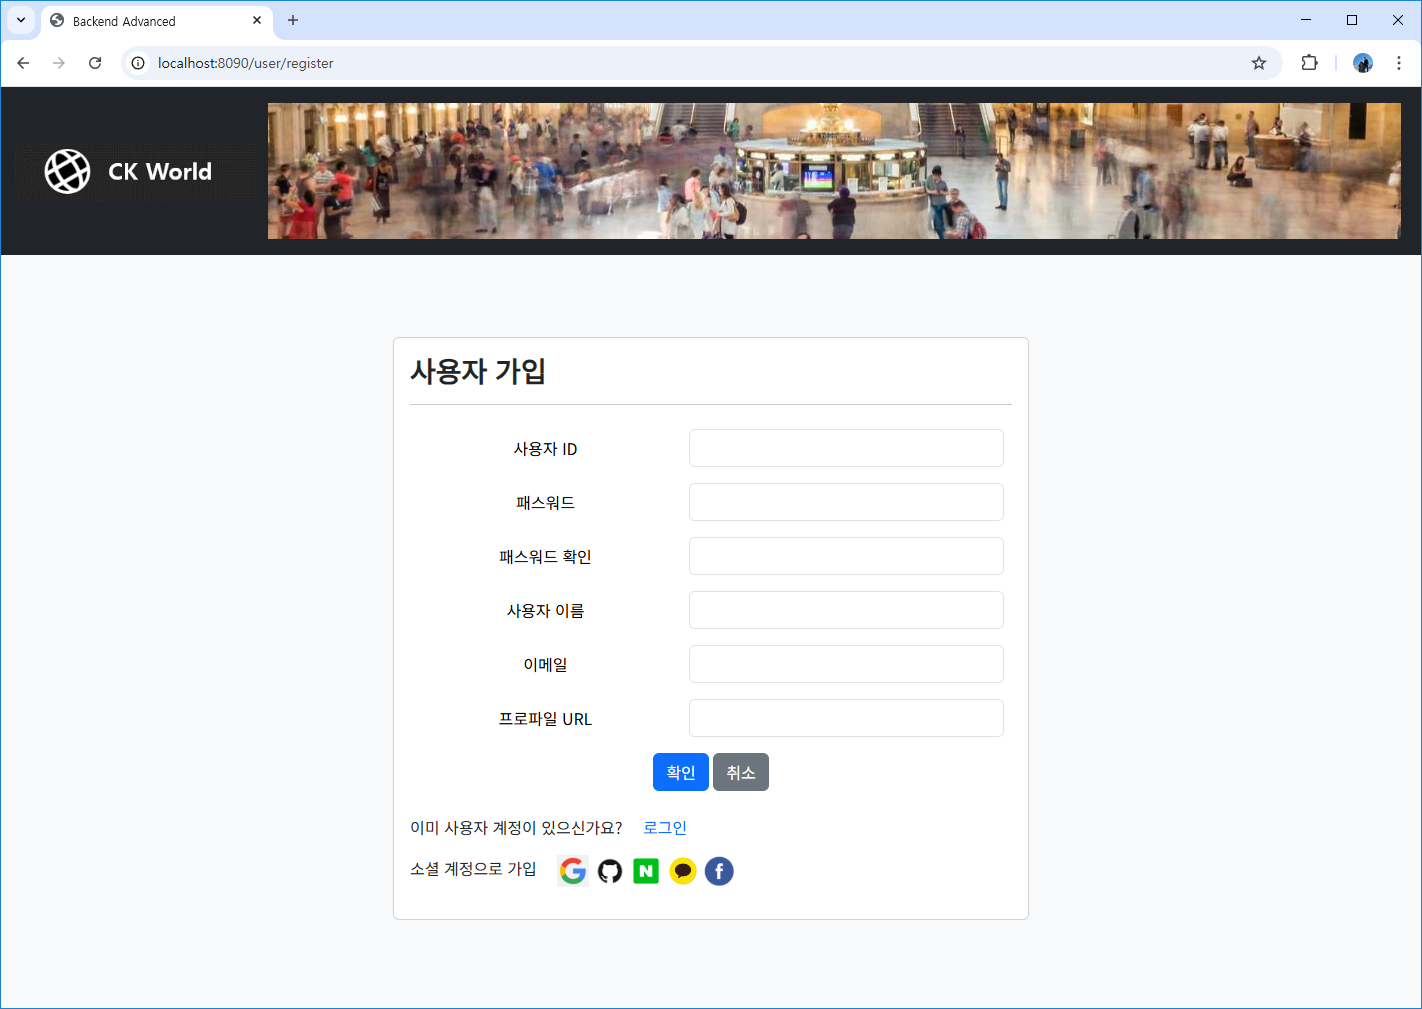 Backend Advanced
localhost:8090/user/register
CK World
사용자 가입
사용자 ID
패스워드
패스워드 확인
사용자 이름
이메일
프로파일 URL
확인 취소
이미 사용자 계정이 있으신가요? 로그인
소셜 계정으로 가입